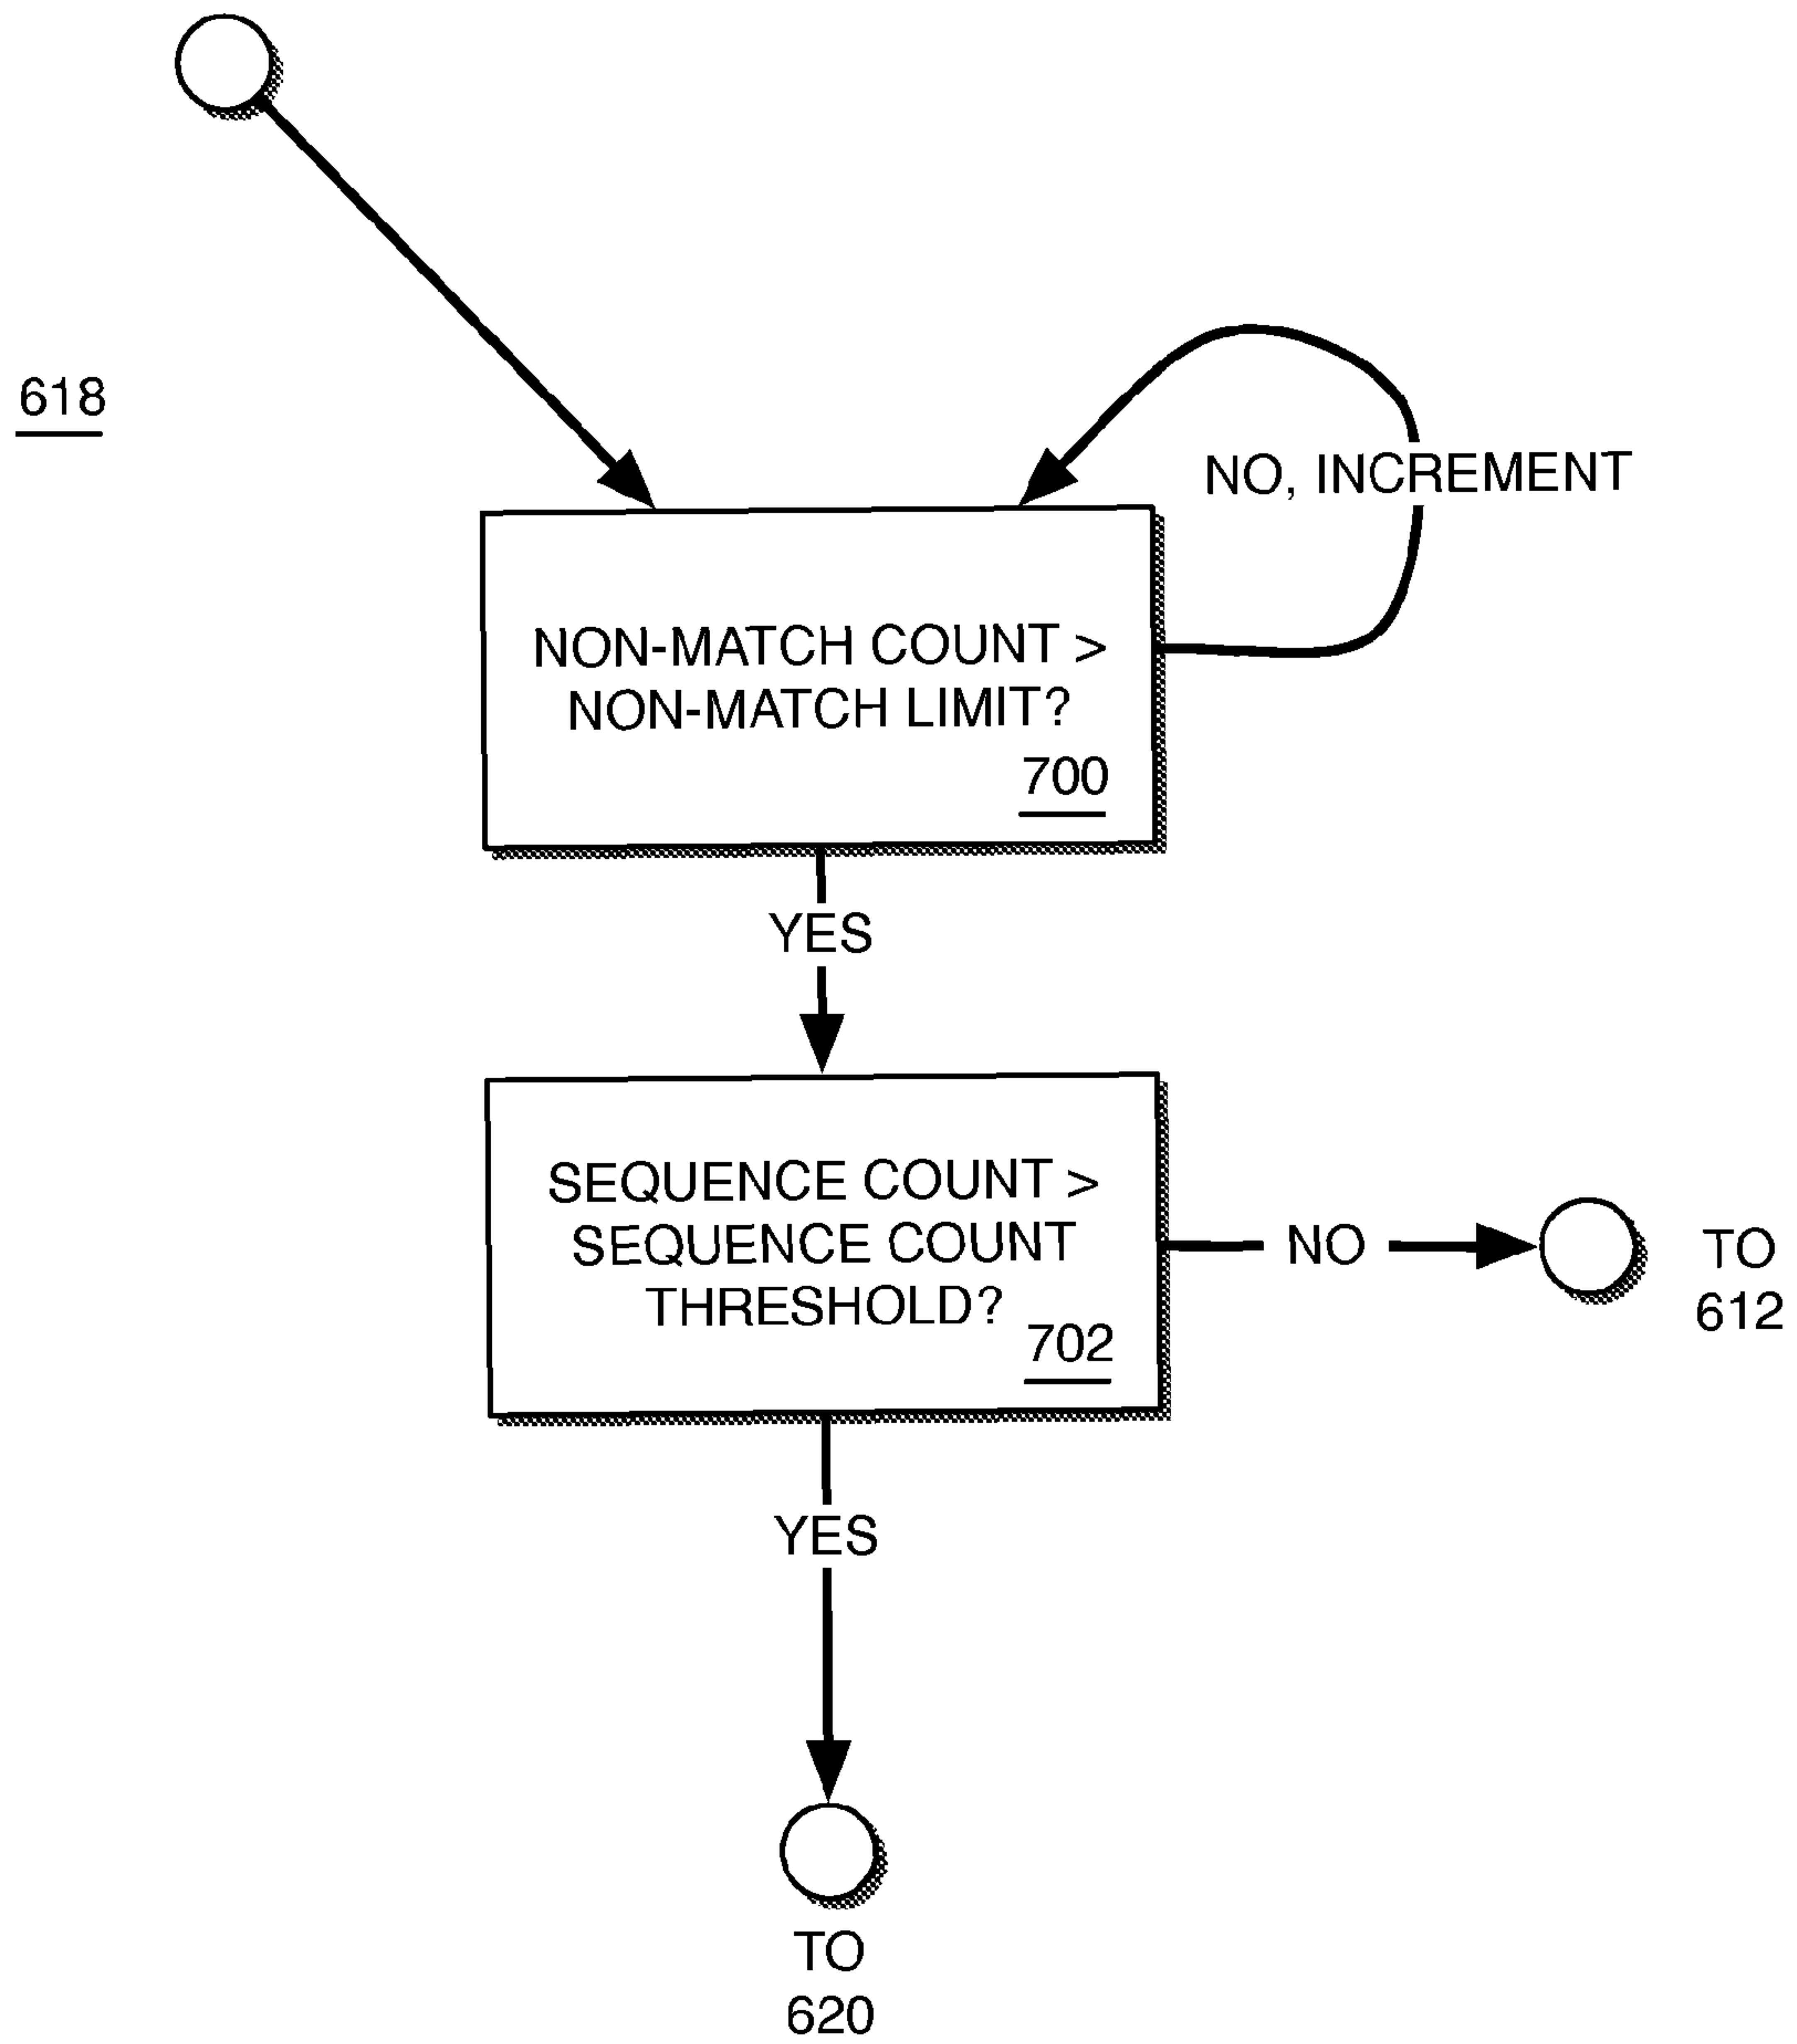 618
NO, INCREMENT
NON-MATCH COUNT >
NON-MATCH LIMIT?
700
YES
SEQUENCE COUNT >
SEQUENCE COUNT
THRESHOLD?
702
NO
TO
612
YES
TO
620